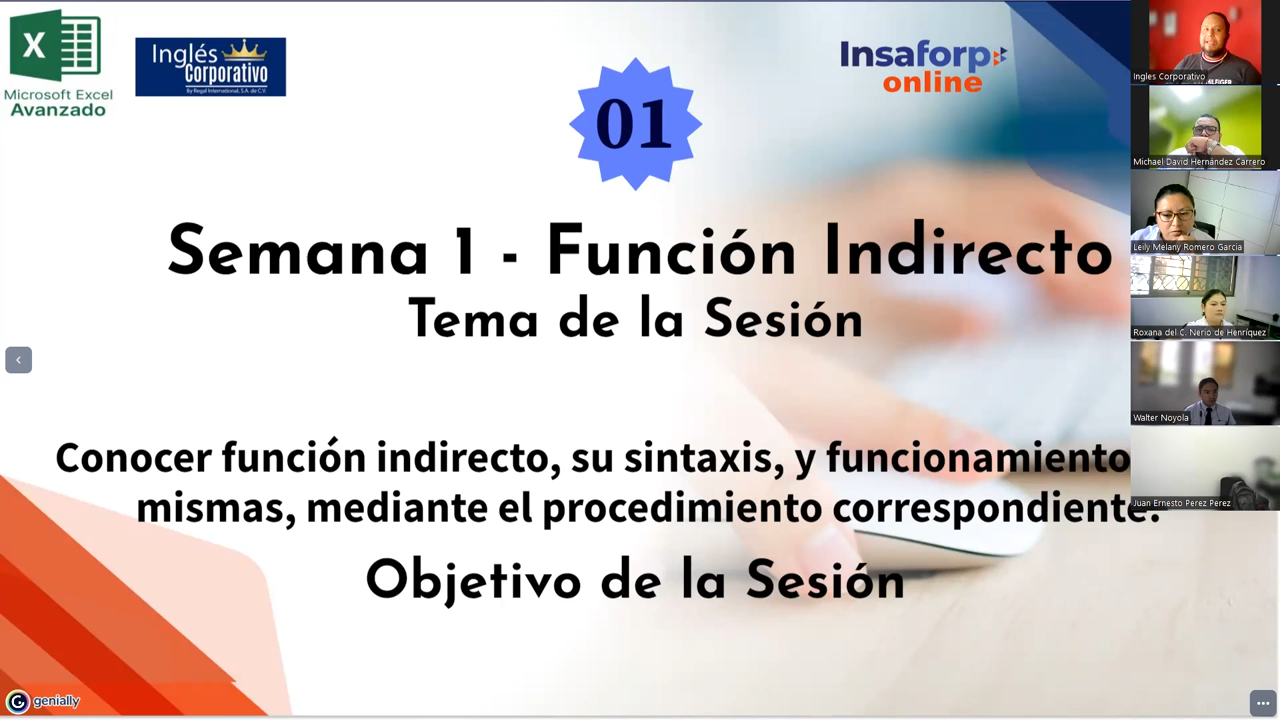 Microsoft Excel
Avanzado
Inglés
Corporativo
By Regal International, S.A. de C.V.
01
Insaforp
online
Semana 1 - Función Indirecto
Tema de la Sesión
Conocer función indirecto, su sintaxis, y funcionamiento
mismas, mediante el procedimiento correspondiente.
Objetivo de la Sesión
genially
Ingles Corporativo
Michael David Hernández Carrero
Leily Melany Romero Garcia
Roxana del C. Nerio de Henríquez
Walter Noyola
Juan Ernesto Perez Perez